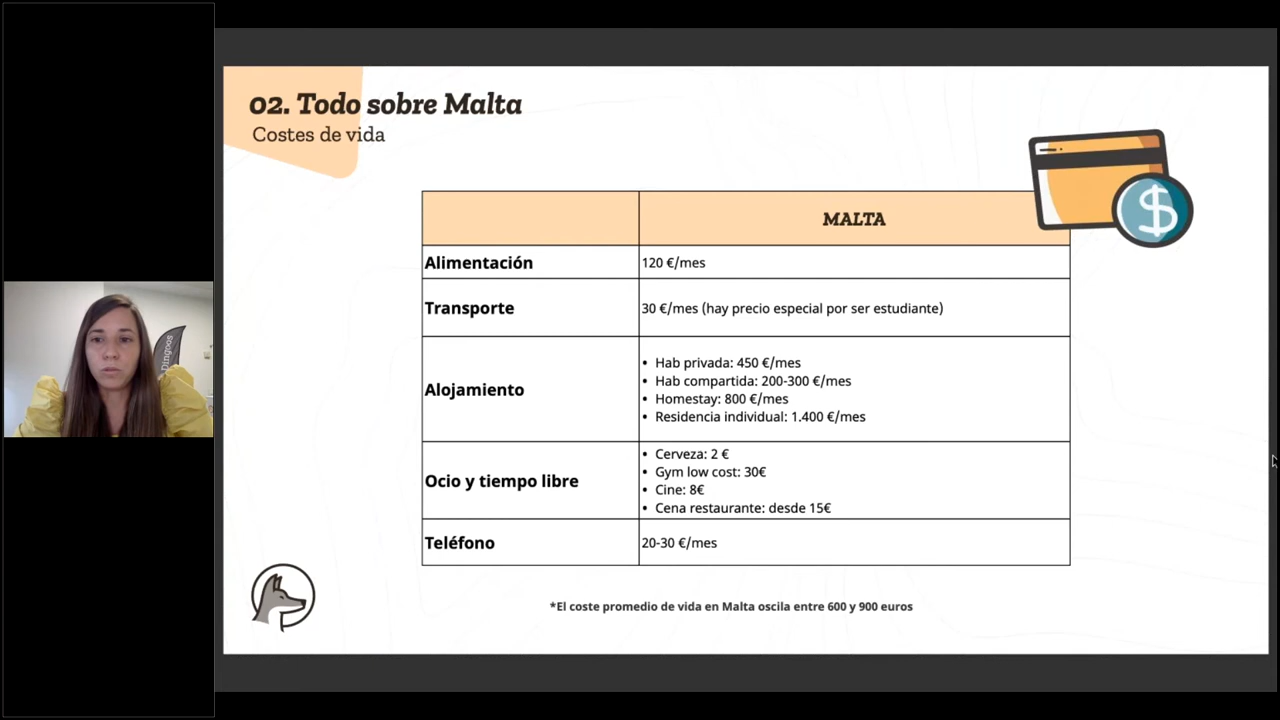 02. Todo sobre Malta
Costes de vida
MALTA
Alimentación
120 €/mes
Transporte
30 €/mes (hay precio especial por ser estudiante)
Alojamiento
• Hab privada: 450 €/mes
• Hab compartida: 200-300 €/mes
• Homestay: 800 €/mes
• Residencia individual: 1.400 €/mes
Ocio y tiempo libre
• Cerveza: 2 €
• Gym low cost: 30€
• Cine: 8€
• Cena restaurante: desde 15€
Teléfono
20-30 €/mes
*El coste promedio de vida en Malta oscila entre 600 y 900 euros
$
Dingoos